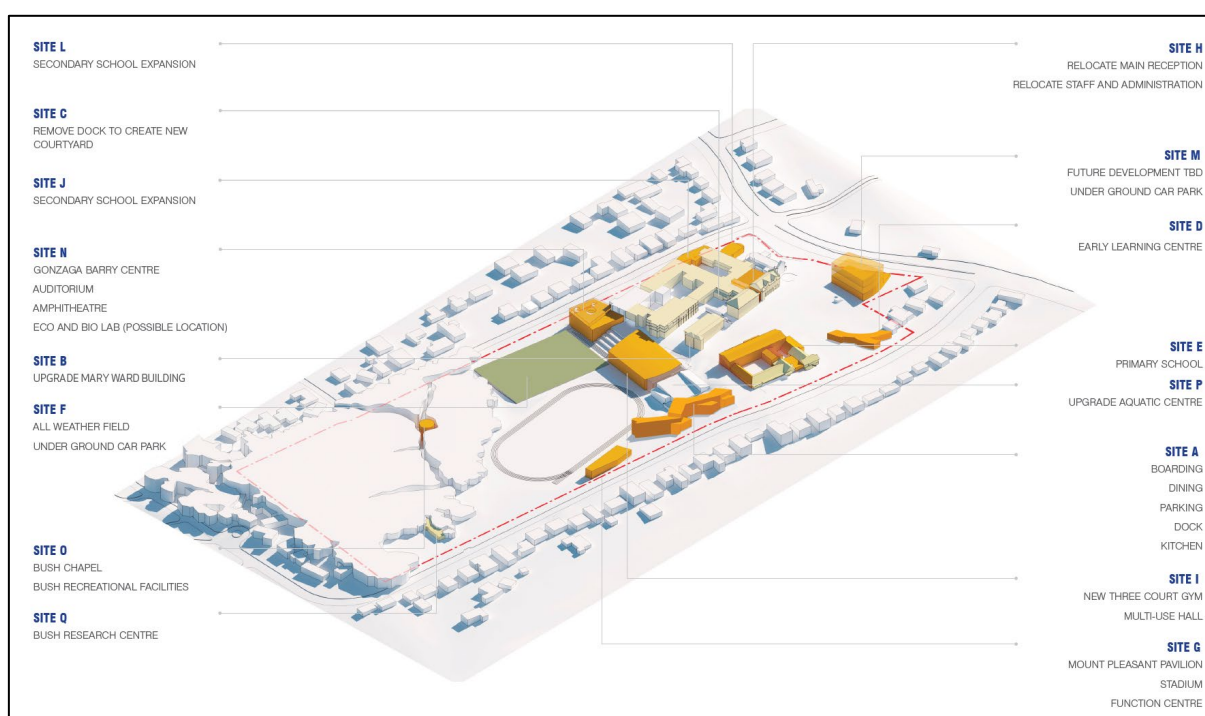 SITE L
SECONDARY SCHOOL EXPANSION
SITE C
REMOVE DOCK TO CREATE NEW
COURTYARD
SITE J
SECONDARY SCHOOL EXPANSION
SITE N
GONZAGA BARRY CENTRE
AUDITORIUM
AMPHITHEATRE
ECO AND BIO LAB (POSSIBLE LOCATION)
SITE B
UPGRADE MARY WARD BUILDING
SITE F
ALL WEATHER FIELD
UNDER GROUND CAR PARK
SITE O
BUSH CHAPEL
BUSH RECREATIONAL FACILITIES
SITE Q
BUSH RESEARCH CENTRE
SITE H
RELOCATE MAIN RECEPTION
RELOCATE STAFF AND ADMINISTRATION
SITE M
FUTURE DEVELOPMENT TBD
UNDER GROUND CAR PARK
SITE D
EARLY LEARNING CENTRE
SITE E
PRIMARY SCHOOL
SITE P
UPGRADE AQUATIC CENTRE
SITE A
BOARDING
DINING
PARKING
DOCK
KITCHEN
SITE I
NEW THREE COURT GYM
MULTI-USE HALL
SITE G
MOUNT PLEASANT PAVILION
STADIUM
FUNCTION CENTRE